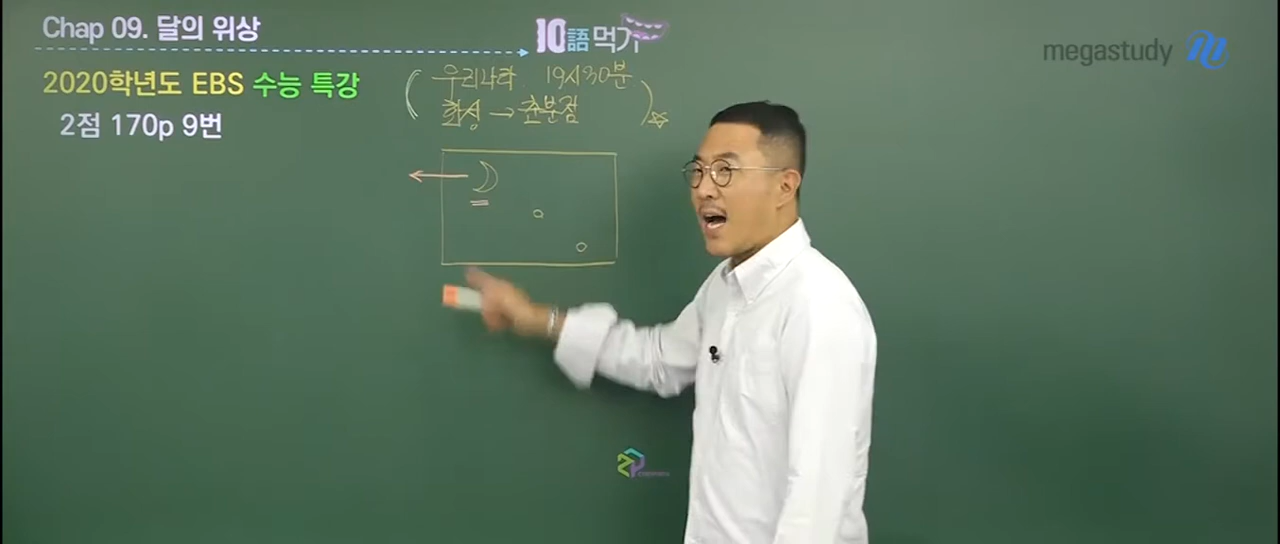 Chap 09. 달의 위상
10語먹기
megastudy
2020학년도 EBS 수능 특강
2점 170p 9번
우리나라 19시30분
화성 → 춘분점